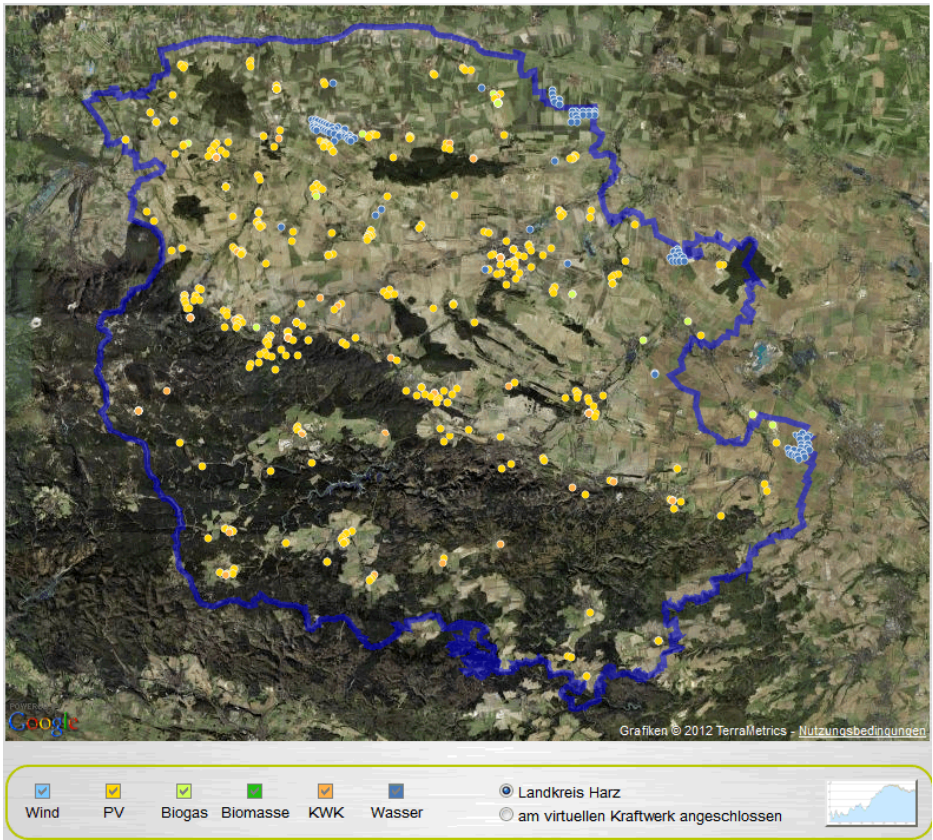 POWERED BY
Google
Grafiken © 2012 TerraMetrics - Nutzungsbedingungen
Wind PV Biogas Biomasse KWK Wasser
Landkreis Harz
am virtuellen Kraftwerk angeschlossen